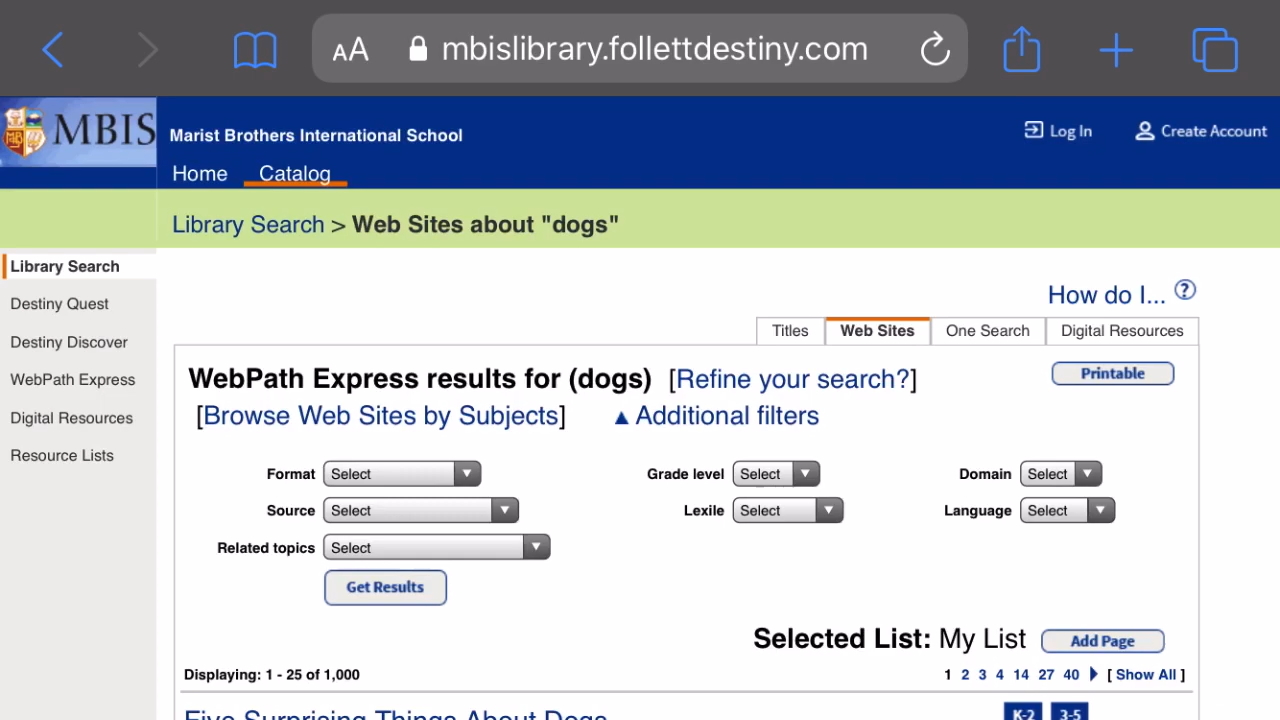 AA mbislibrary.follettdestiny.com
MBIS
Marist Brothers International School
Log In Create Account
Home Catalog
Library Search > Web Sites about "dogs"
Library Search
Destiny Quest
Destiny Discover
WebPath Express
Digital Resources
Resource Lists
How do I... ?
Titles Web Sites One Search Digital Resources
WebPath Express results for (dogs) [Refine your search?] Printable
[Browse Web Sites by Subjects] ▲ Additional filters
Format Select Grade level Select Domain Select
Source Select Lexile Select Language Select
Related topics Select
Get Results
Selected List: My List Add Page
Displaying: 1 - 25 of 1,000 1 2 3 4 14 27 40 [ Show All ]
Five Surprising Things About Dogs K-2 3-5